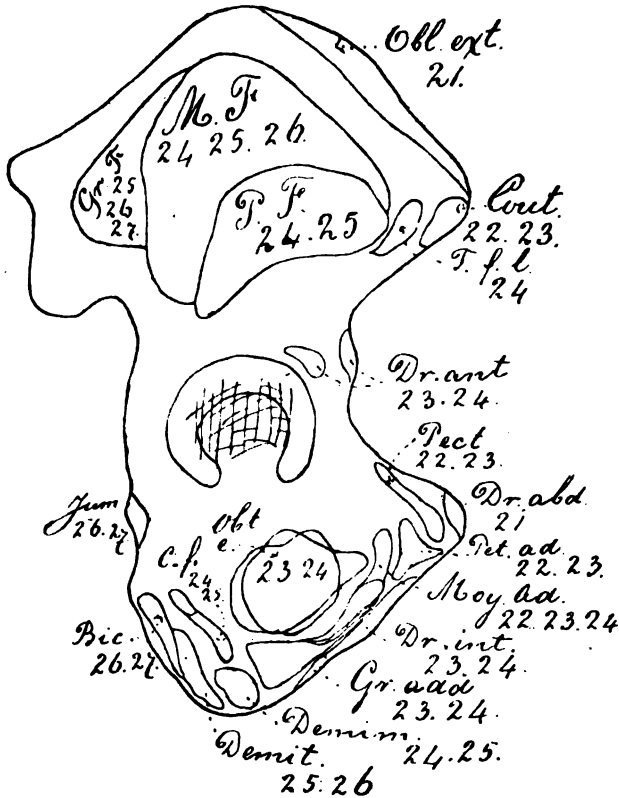 Obl. ext.
21.
M. F.
24 25. 26.
Gr F
25
26
27.
P. F.
24. 25
Cout.
22. 23.
T. f. l.
24
Dr. ant
23. 24.
Pect
22. 23.
Dr. abd
21
Pet. ad.
22. 23.
Moy. ad.
22. 23. 24
Dr. int.
23. 24.
Gr. add
23. 24.
Demim.
24. 25.
Demit.
25. 26
Bic.
26. 27.
C. f.
24
25.
Obt
e.
23 24
Jum
26. 27